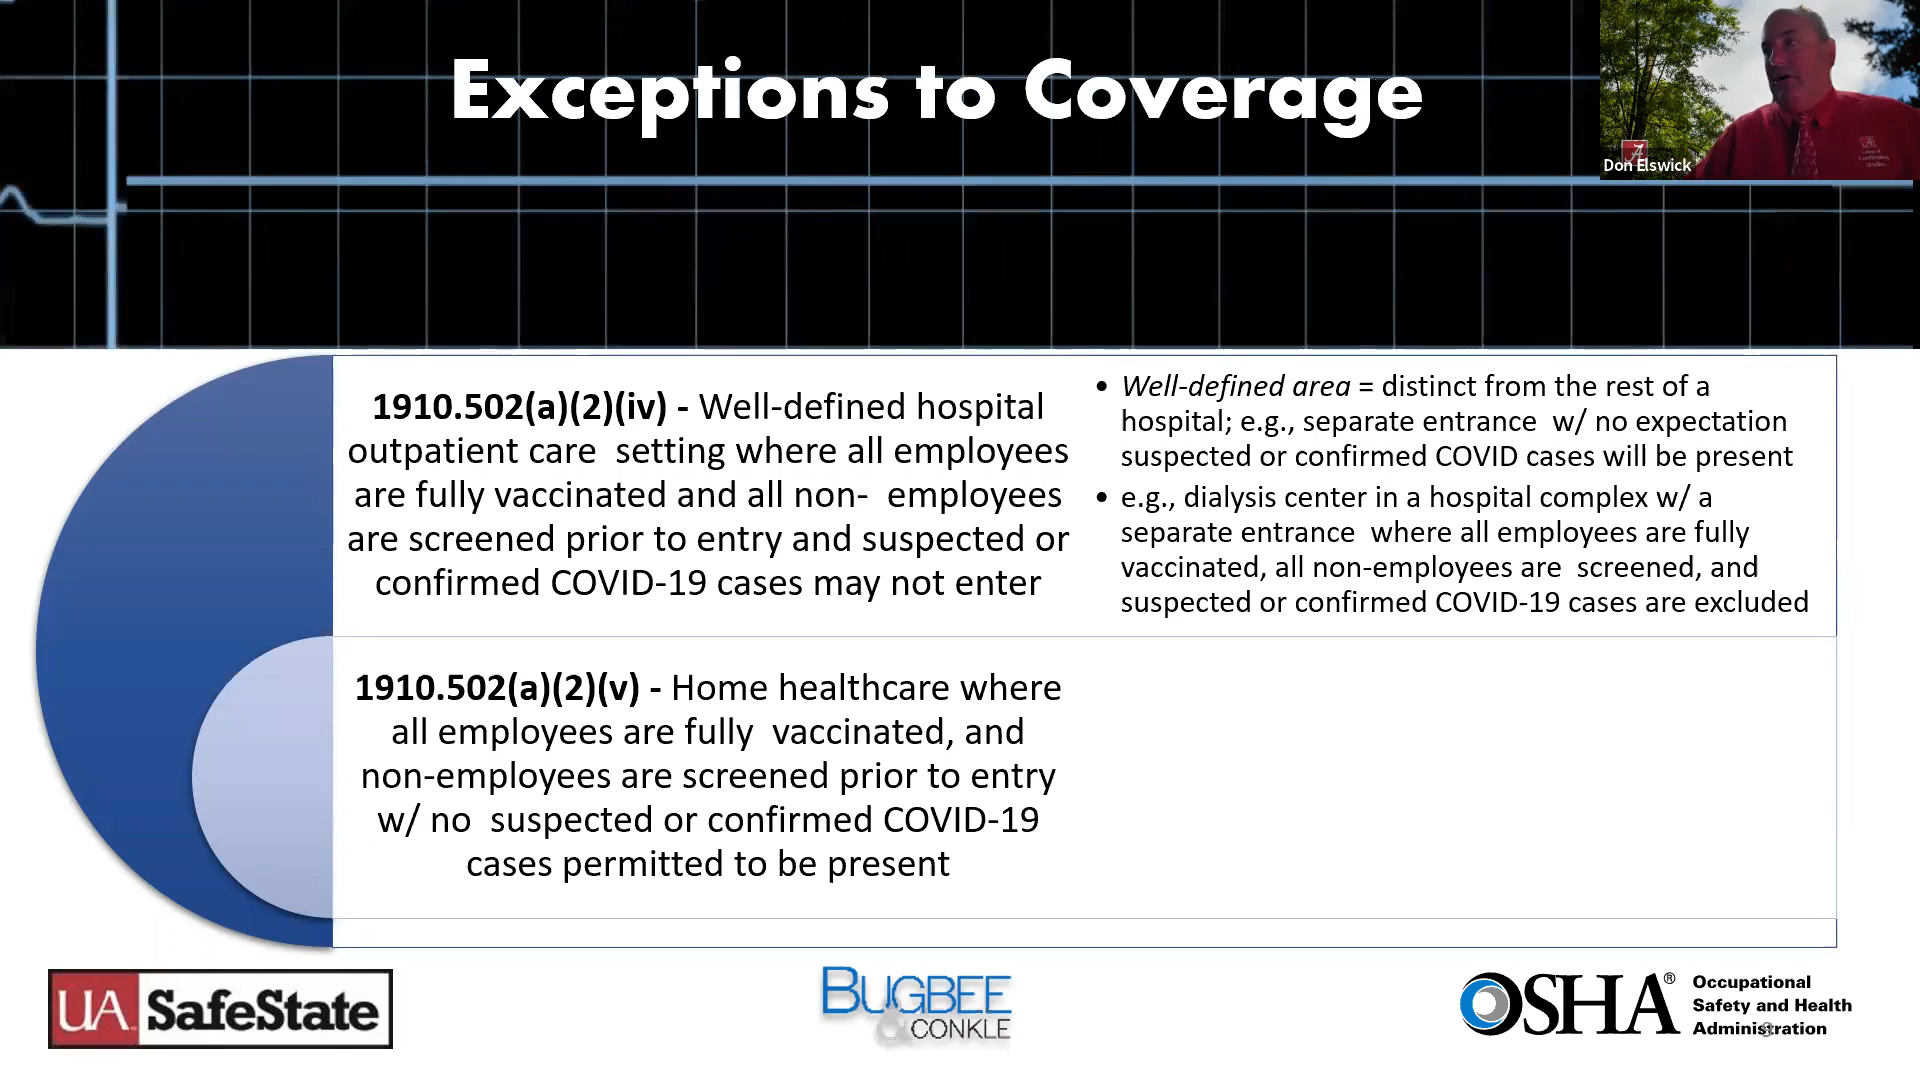 Exceptions to Coverage
Don Elswick
1910.502(a)(2)(iv) - Well-defined hospital
outpatient care setting where all employees
are fully vaccinated and all non- employees
are screened prior to entry and suspected or
confirmed COVID-19 cases may not enter
• Well-defined area = distinct from the rest of a
hospital; e.g., separate entrance w/ no expectation
suspected or confirmed COVID cases will be present
• e.g., dialysis center in a hospital complex w/ a
separate entrance where all employees are fully
vaccinated, all non-employees are screened, and
suspected or confirmed COVID-19 cases are excluded
1910.502(a)(2)(v) - Home healthcare where
all employees are fully vaccinated, and
non-employees are screened prior to entry
w/ no suspected or confirmed COVID-19
cases permitted to be present
UA SafeState
BUGBEE
& CONKLE
OSHA®
Occupational
Safety and Health
Administration